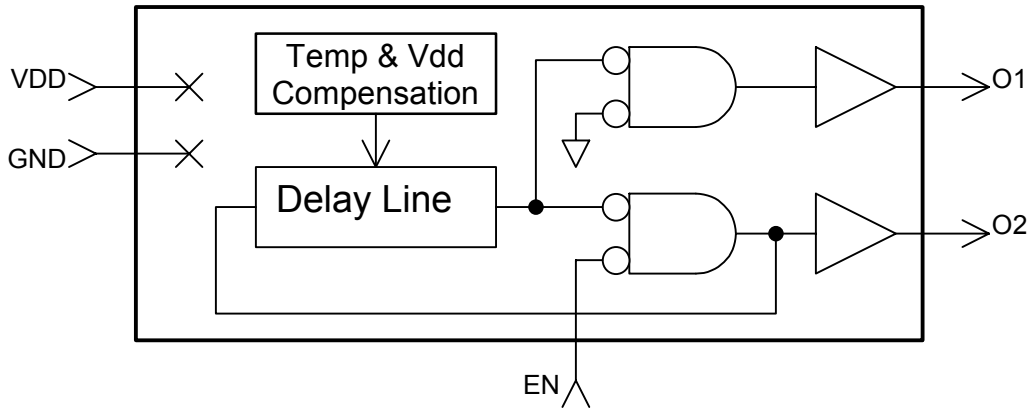 Temp & Vdd
Compensation
VDD
O1
GND
Delay Line
O2
EN